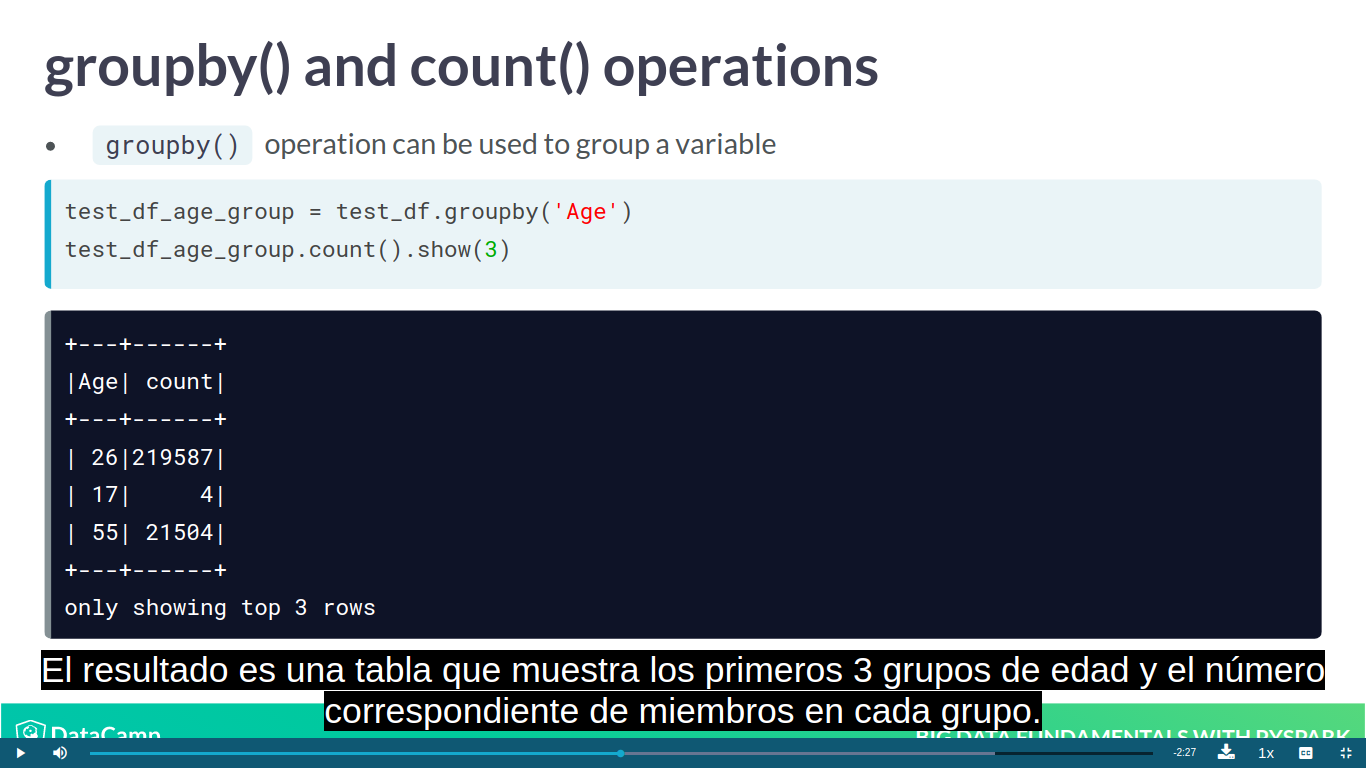 groupby() and count() operations
• groupby() operation can be used to group a variable
test_df_age_group = test_df.groupby('Age')
test_df_age_group.count().show(3)
+---+------+
|Age| count|
+---+------+
| 26|219587|
| 17|     4|
| 55| 21504|
+---+------+
only showing top 3 rows
El resultado es una tabla que muestra los primeros 3 grupos de edad y el número
correspondiente de miembros en cada grupo.
DataCamp
BIG DATA FUNDAMENTALS WITH PYSPARK
-2:27
1x
CC